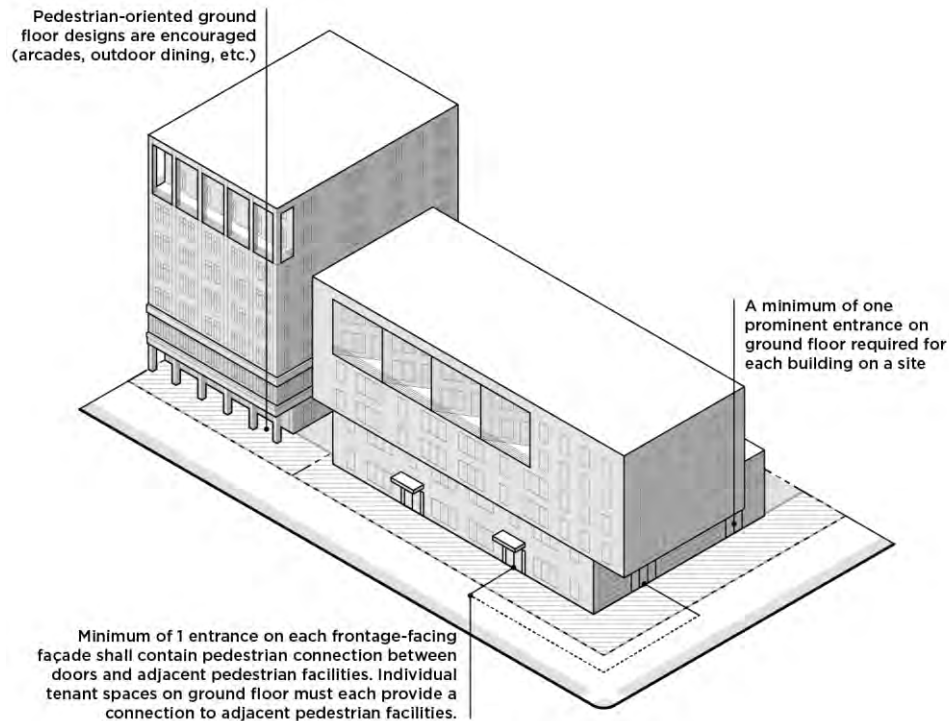 Pedestrian-oriented ground
floor designs are encouraged
(arcades, outdoor dining, etc.)
A minimum of one
prominent entrance on
ground floor required for
each building on a site
Minimum of 1 entrance on each frontage-facing
façade shall contain pedestrian connection between
doors and adjacent pedestrian facilities. Individual
tenant spaces on ground floor must each provide a
connection to adjacent pedestrian facilities.